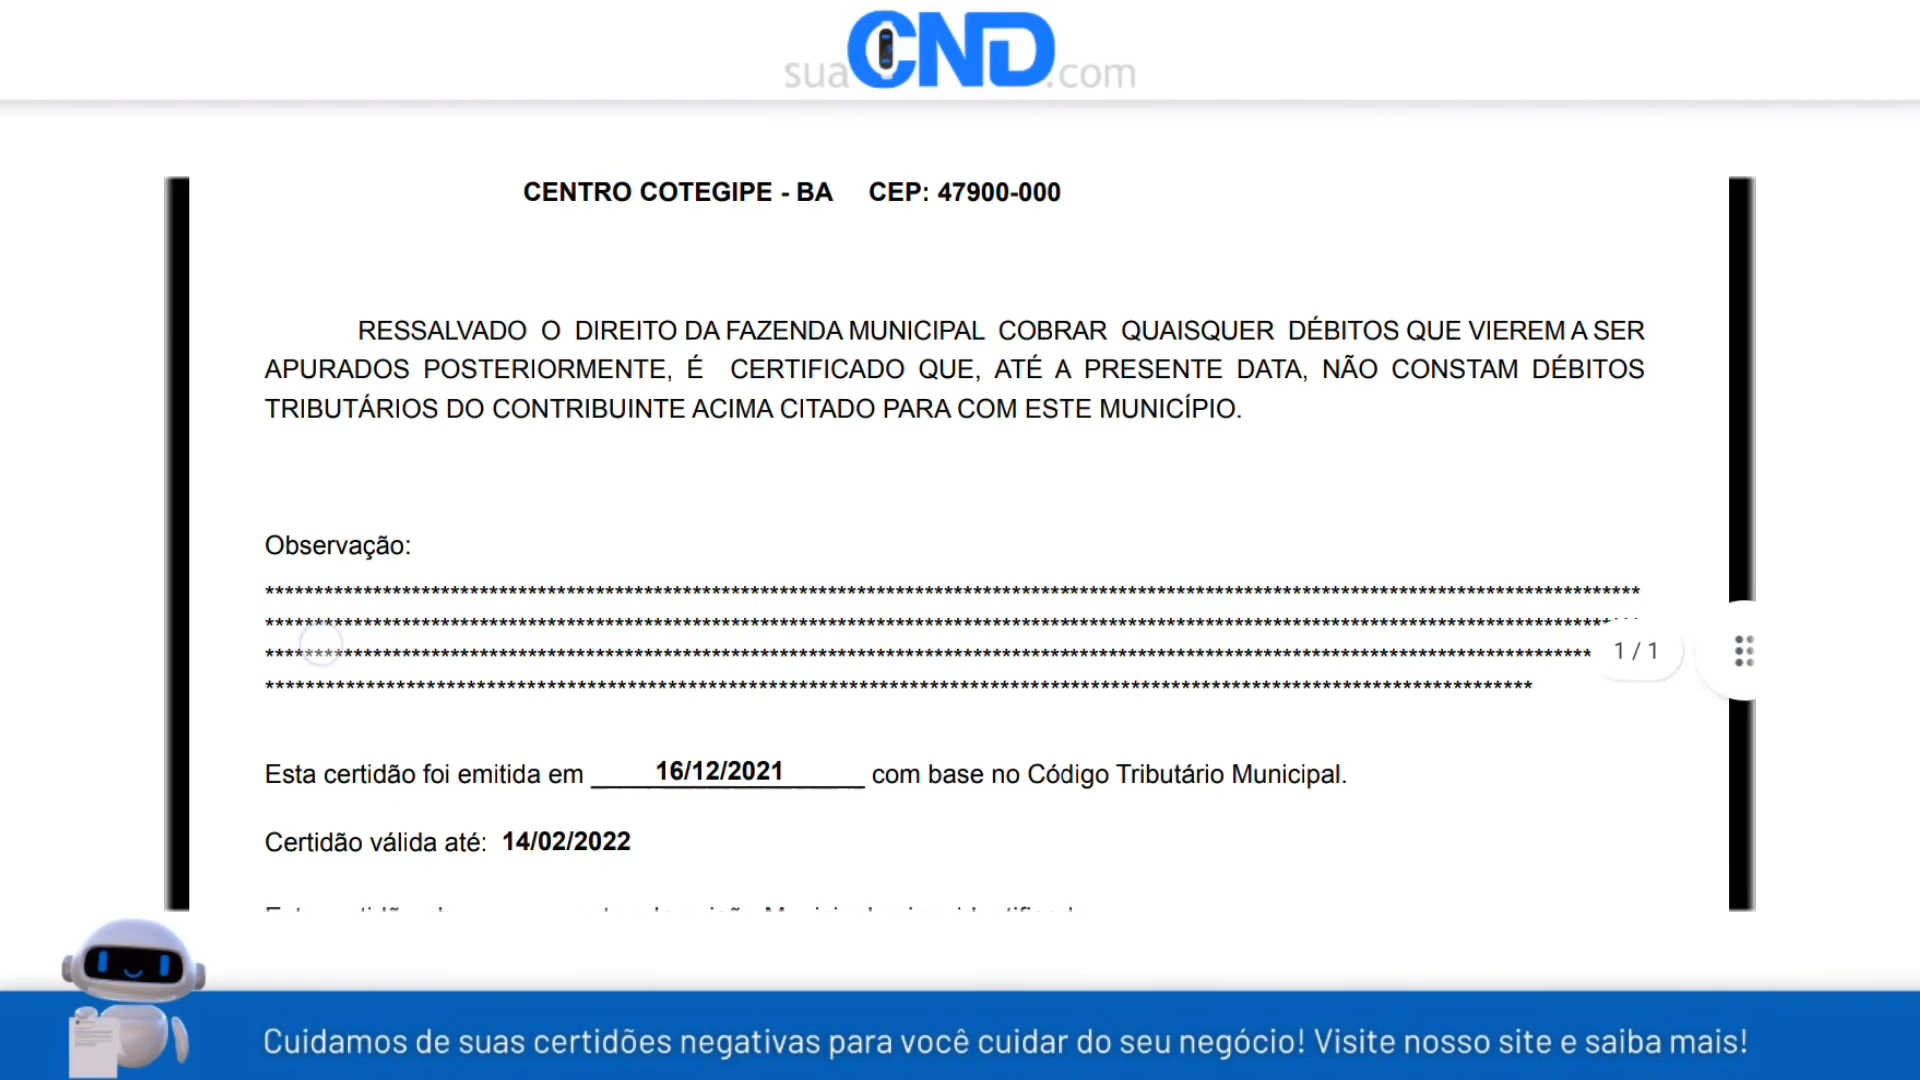 suaCND.com
CENTRO COTEGIPE - BA CEP: 47900-000
RESSALVADO O DIREITO DA FAZENDA MUNICIPAL COBRAR QUAISQUER DÉBITOS QUE VIEREM A SER
APURADOS POSTERIORMENTE, É CERTIFICADO QUE, ATÉ A PRESENTE DATA, NÃO CONSTAM DÉBITOS
TRIBUTÁRIOS DO CONTRIBUINTE ACIMA CITADO PARA COM ESTE MUNICÍPIO.
Observação:
1 / 1
Esta certidão foi emitida em 16/12/2021 com base no Código Tributário Municipal.
Certidão válida até: 14/02/2022
Cuidamos de suas certidões negativas para você cuidar do seu negócio! Visite nosso site e saiba mais!